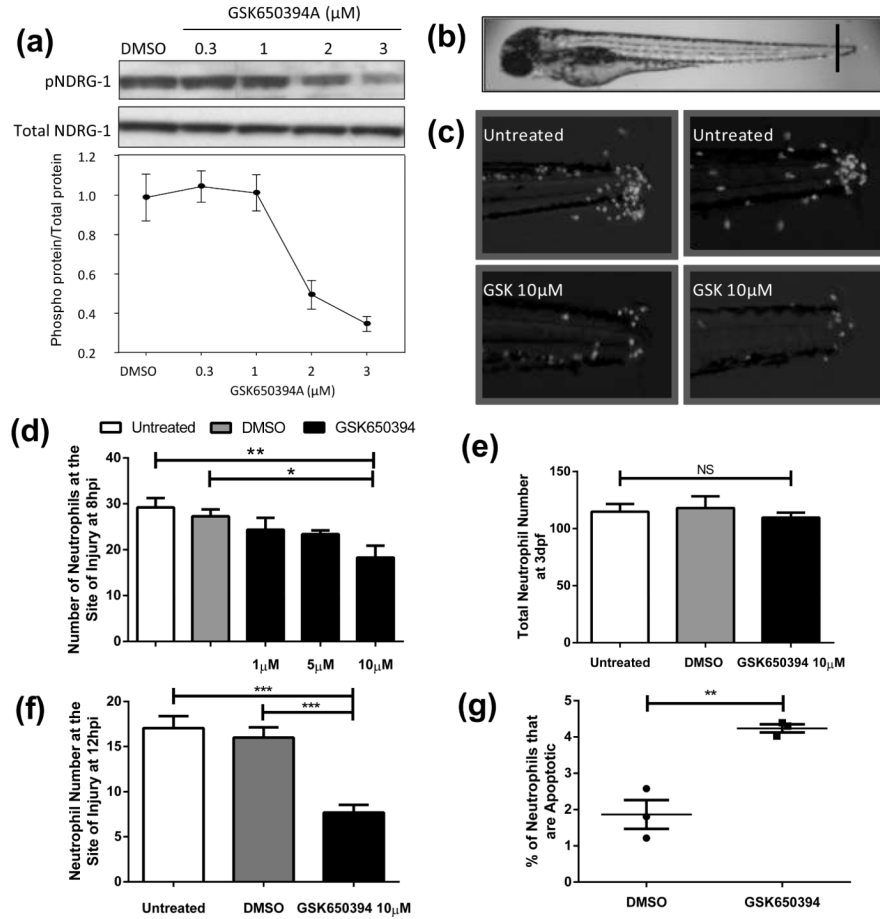 (a)
GSK650394A (µM)
DMSO 0.3 1 2 3
pNDRG-1
Total NDRG-1
Phospho protein/Total protein
1.2
1.0
0.8
0.6
0.4
0.2
DMSO 0.3 1 2 3
GSK650394A (µM)
(b)
(c)
Untreated
Untreated
GSK 10µM
GSK 10µM
(d)
Untreated DMSO GSK650394
Number of Neutrophils at the
Site of Injury at 8hpi
40
30
20
10
0
**
*
1µM 5µM 10µM
(e)
Total Neutrophil Number
at 3dpf
150
100
50
0
NS
Untreated DMSO GSK650394 10µM
(f)
Neutrophil Number at the
Site of Injury at 12hpi
20
15
10
5
0
***
***
Untreated DMSO GSK650394 10µM
(g)
% of Neutrophils that
are Apoptotic
5
4
3
2
1
0
**
DMSO GSK650394